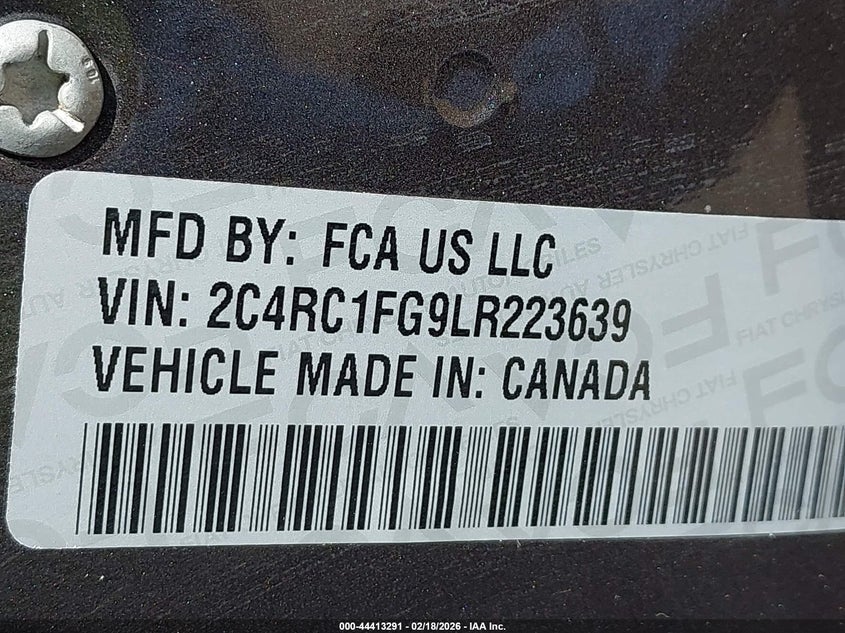 MFD BY: FCA US LLC
VIN: 2C4RC1FG9LR223639
VEHICLE MADE IN: CANADA
000-44413291 - 02/18/2026 - IAA Inc.